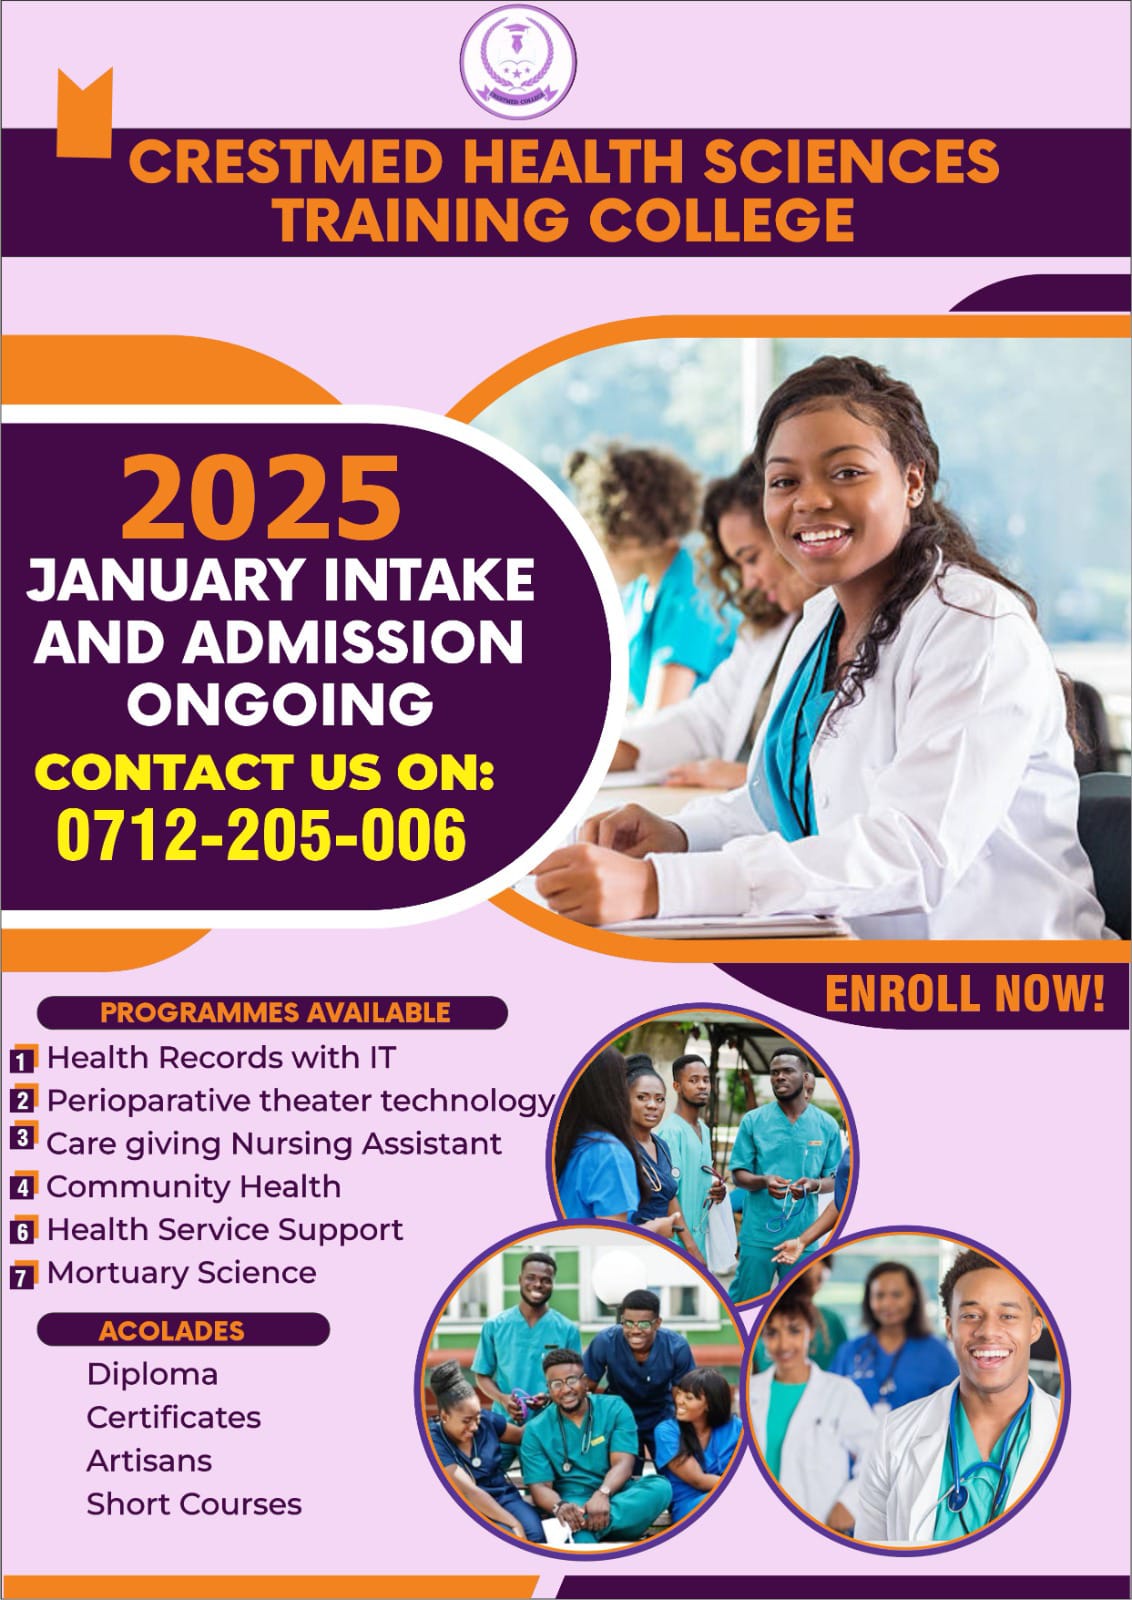 CRESTMED COLLEGE
CRESTMED HEALTH SCIENCES
TRAINING COLLEGE
2025
JANUARY INTAKE
AND ADMISSION
ONGOING
CONTACT US ON:
0712-205-006
ENROLL NOW!
PROGRAMMES AVAILABLE
1 Health Records with IT
2 Perioparative theater technology
3 Care giving Nursing Assistant
4 Community Health
6 Health Service Support
7 Mortuary Science
ACOLADES
Diploma
Certificates
Artisans
Short Courses